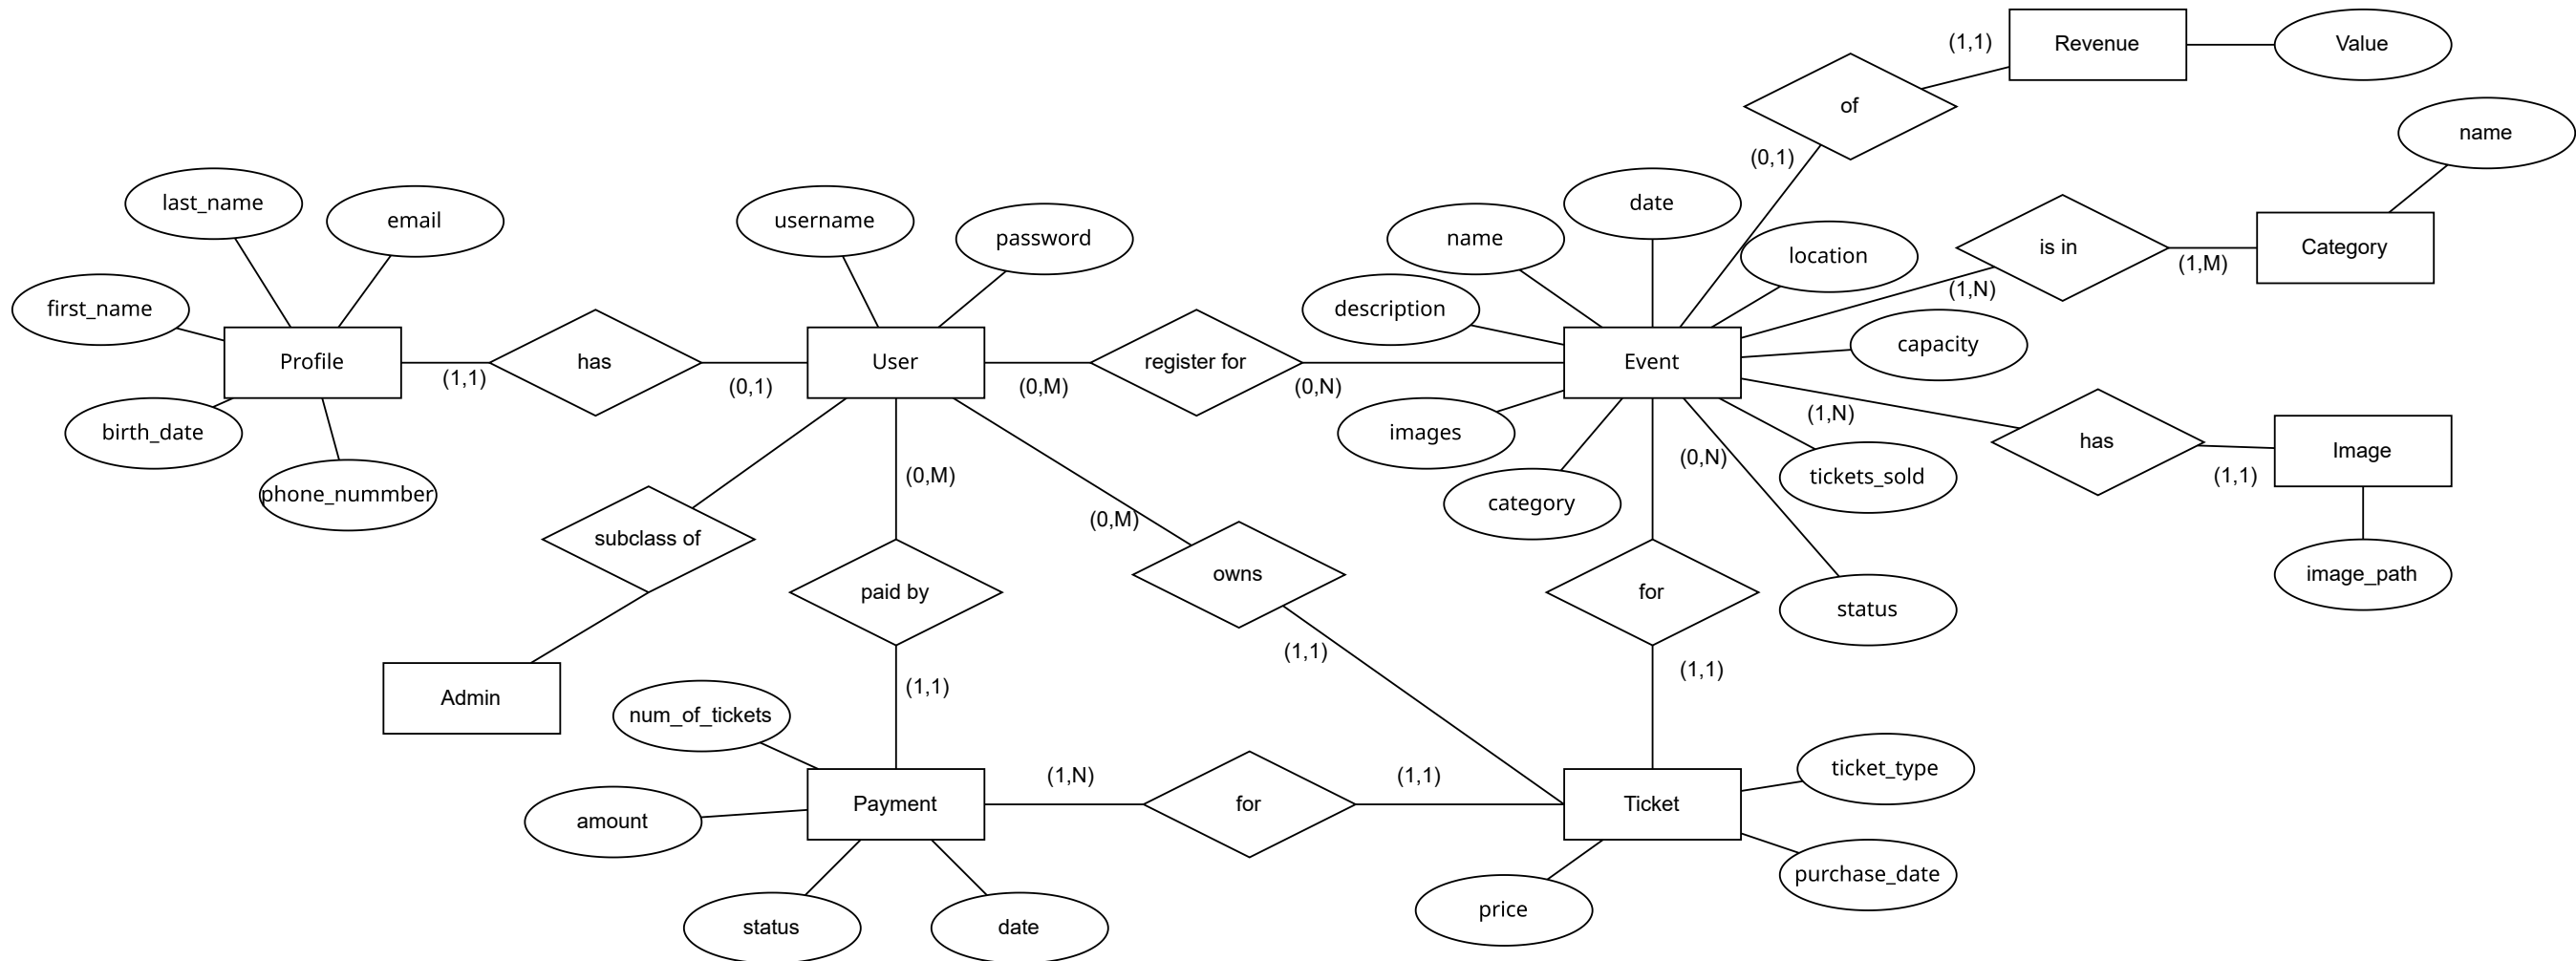 (1,1)
Revenue
Value
of
name
(0,1)
last_name
email
username
password
name
date
location
is in
Category
(1,M)
(1,N)
first_name
description
capacity
Profile
has
User
register for
Event
(1,1)
(0,1)
(0,M)
(0,N)
(1,N)
birth_date
images
has
Image
phone_nummber
(0,M)
(0,N)
tickets_sold
(1,1)
category
(0,M)
subclass of
owns
image_path
paid by
for
status
(1,1)
(1,1)
(1,1)
Admin
num_of_tickets
(1,N)
(1,1)
ticket_type
amount
Payment
for
Ticket
purchase_date
price
status
date